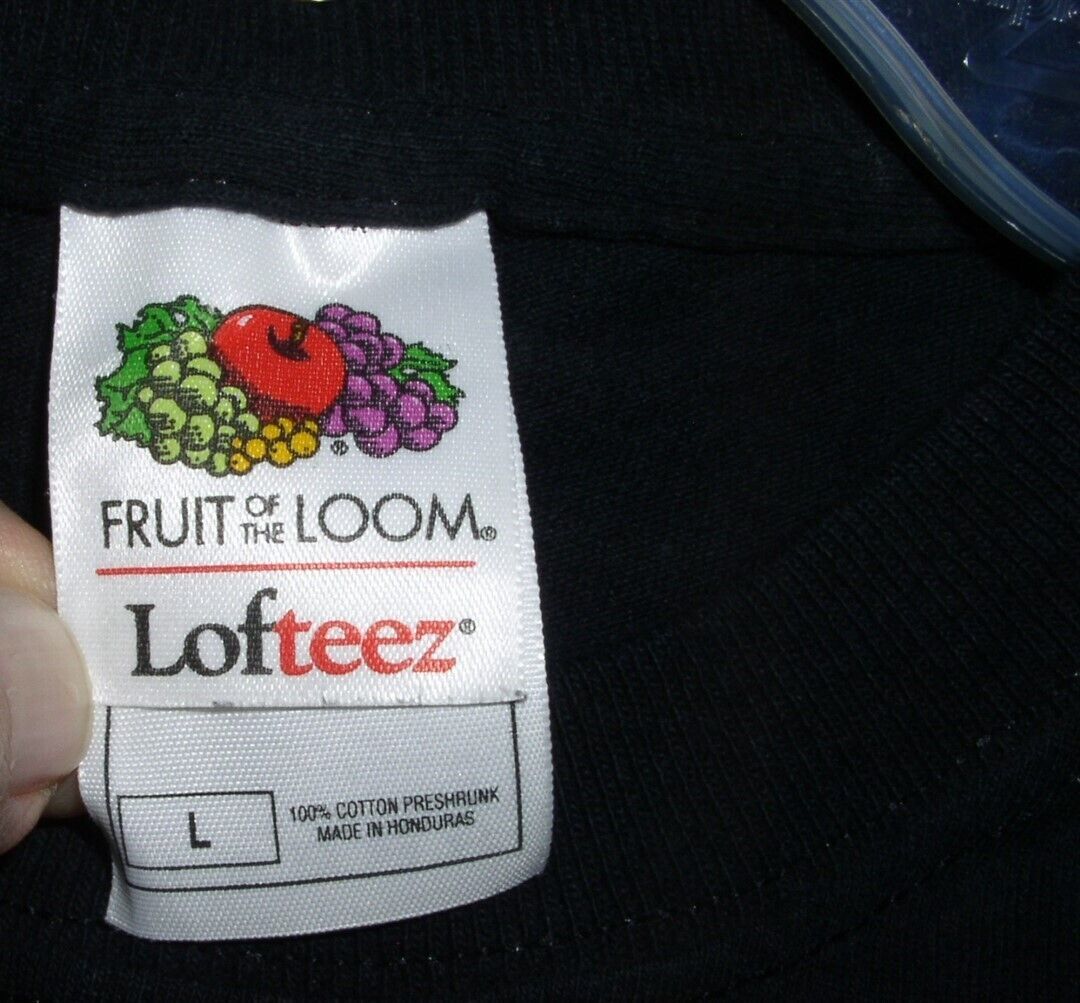 ®
FRUIT OF THE LOOM®
Lofteez®
L
100% COTTON PRESHRUNK
MADE IN HONDURAS